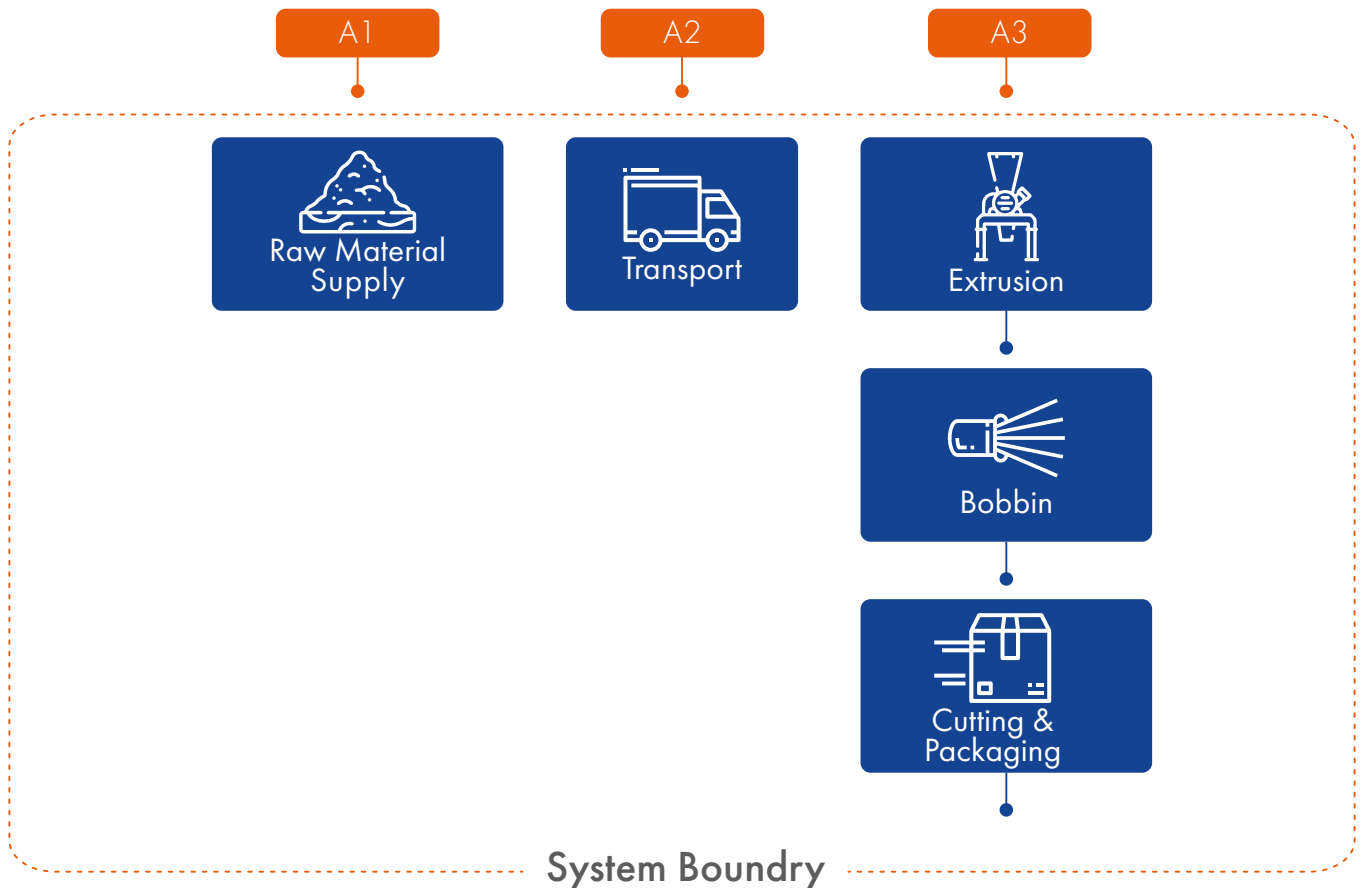 A1
A2
A3
Raw Material
Supply
Transport
Extrusion
Bobbin
Cutting &
Packaging
System Boundry